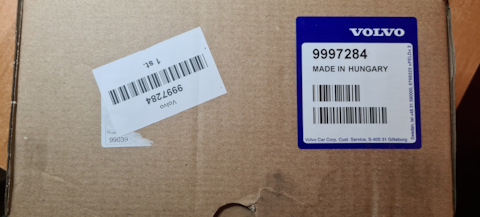 1 st.
9997284
Volvo
99039
VOLVO
9997284
MADE IN HUNGARY
Volvo Car Corp, Cust. Service, S-405 31 Göteborg